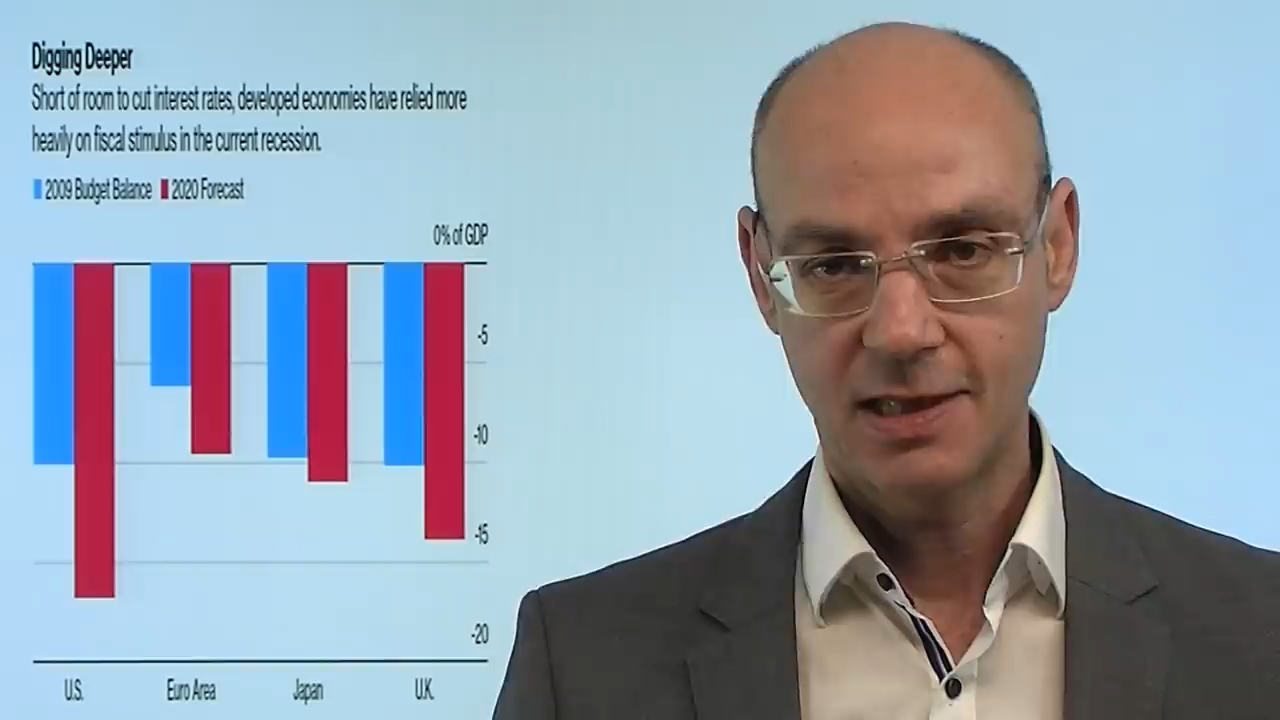 Digging Deeper
Short of room to cut interest rates, developed economies have relied more
heavily on fiscal stimulus in the current recession.
2009 Budget Balance 2020 Forecast
0% of GDP
-5
-10
-15
-20
U.S. Euro Area Japan U.K.